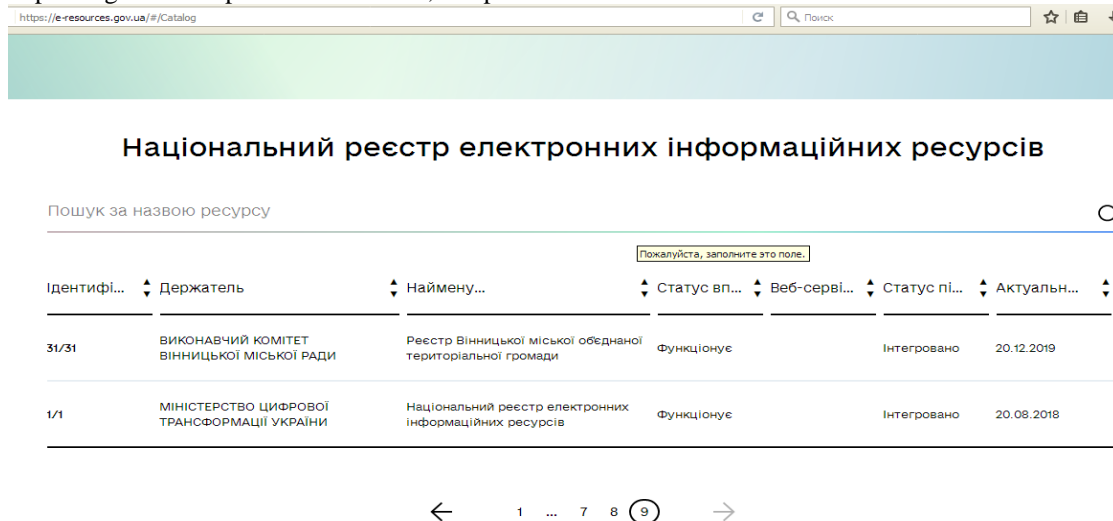 https://e-resources.gov.ua/#/Catalog
Поиск
Національний реєстр електронних інформаційних ресурсів
Пошук за назвою ресурсу
Пожалуйста, заполните это поле.
Ідентифі... Держатель Наймену... Статус вп... Веб-серві... Статус пі... Актуальн...
31/31 ВИКОНАВЧИЙ КОМІТЕТ ВІННИЦЬКОЇ МІСЬКОЇ РАДИ Реєстр Вінницької міської об'єднаної територіальної громади Функціонує Інтегровано 20.12.2019
1/1 МІНІСТЕРСТВО ЦИФРОВОЇ ТРАНСФОРМАЦІЇ УКРАЇНИ Національний реєстр електронних інформаційних ресурсів Функціонує Інтегровано 20.08.2018
1 ... 7 8 9